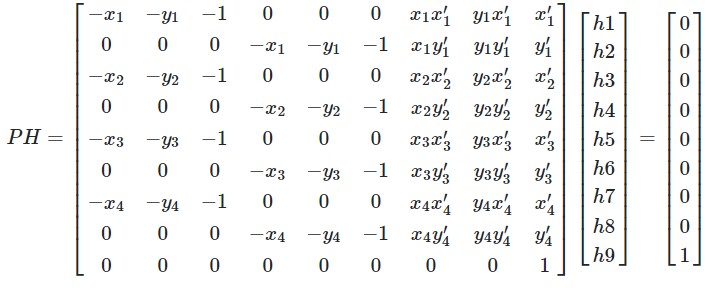 −x₁ −y₁ −1 0 0 0 x₁x′₁ y₁x′₁ x′₁ h1 0
0 0 0 −x₁ −y₁ −1 x₁y′₁ y₁y′₁ y′₁ h2 0
−x₂ −y₂ −1 0 0 0 x₂x′₂ y₂x′₂ x′₂ h3 0
0 0 0 −x₂ −y₂ −1 x₂y′₂ y₂y′₂ y′₂ h4 0
PH = −x₃ −y₃ −1 0 0 0 x₃x′₃ y₃x′₃ x′₃ h5 = 0
0 0 0 −x₃ −y₃ −1 x₃y′₃ y₃y′₃ y′₃ h6 0
−x₄ −y₄ −1 0 0 0 x₄x′₄ y₄x′₄ x′₄ h7 0
0 0 0 −x₄ −y₄ −1 x₄y′₄ y₄y′₄ y′₄ h8 0
0 0 0 0 0 0 0 0 1 h9 1